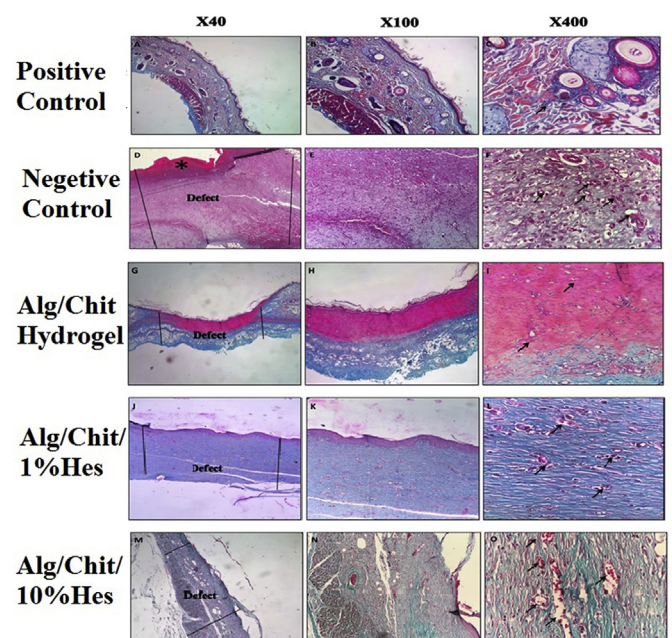 X40 X100 X400
Positive
Control
A B C
Negetive
Control
D E F
*
Defect
Alg/Chit
Hydrogel
G H I
Defect
Alg/Chit/
1%Hes
J K L
Defect
Alg/Chit/
10%Hes
M N O
Defect